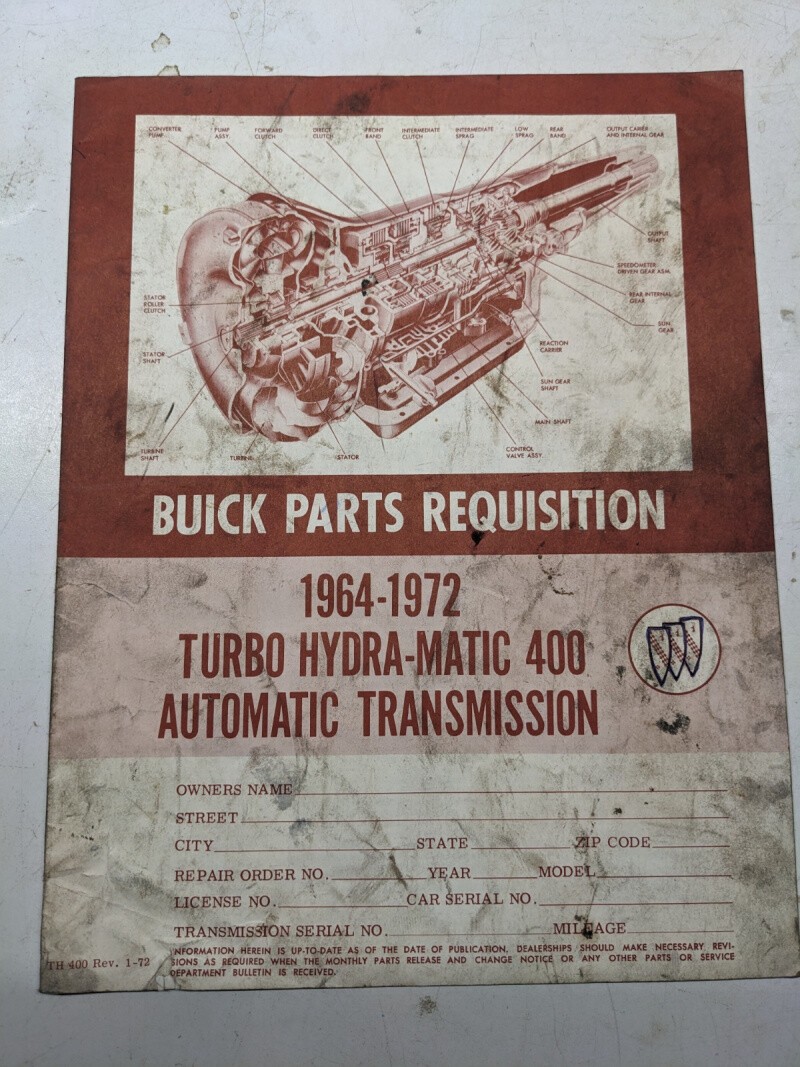 CONVERTER
PUMP
PUMP
ASSY.
FORWARD
CLUTCH
DIRECT
CLUTCH
FRONT
BAND
INTERMEDIATE
CLUTCH
INTERMEDIATE
SPRAG
LOW
SPRAG
REAR
BAND
OUTPUT CARIER
AND INTERNAL GEAR
OUTPUT
SHAFT
SPEEDOMETER
DRIVEN GEAR ASM.
REAR INTERNAL
GEAR
SUN
GEAR
STATOR
ROLLER
CLUTCH
STATOR
SHAFT
REACTION
CARRIER
SUN GEAR
SHAFT
MAIN SHAFT
TURBINE
SHAFT
TURBINE
STATOR
CONTROL
VALVE ASSY.
BUICK PARTS REQUISITION
1964-1972
TURBO HYDRA-MATIC 400
AUTOMATIC TRANSMISSION
OWNERS NAME
STREET
CITY STATE ZIP CODE
REPAIR ORDER NO. YEAR MODEL
LICENSE NO. CAR SERIAL NO.
TRANSMISSION SERIAL NO. MILEAGE
INFORMATION HEREIN IS UP-TO-DATE AS OF THE DATE OF PUBLICATION, DEALERSHIPS SHOULD MAKE NECESSARY REVI-
SIONS AS REQUIRED WHEN THE MONTHLY PARTS RELEASE AND CHANGE NOTICE OR ANY OTHER PARTS OR SERVICE
DEPARTMENT BULLETIN IS RECEIVED.
TH 400 Rev. 1-72